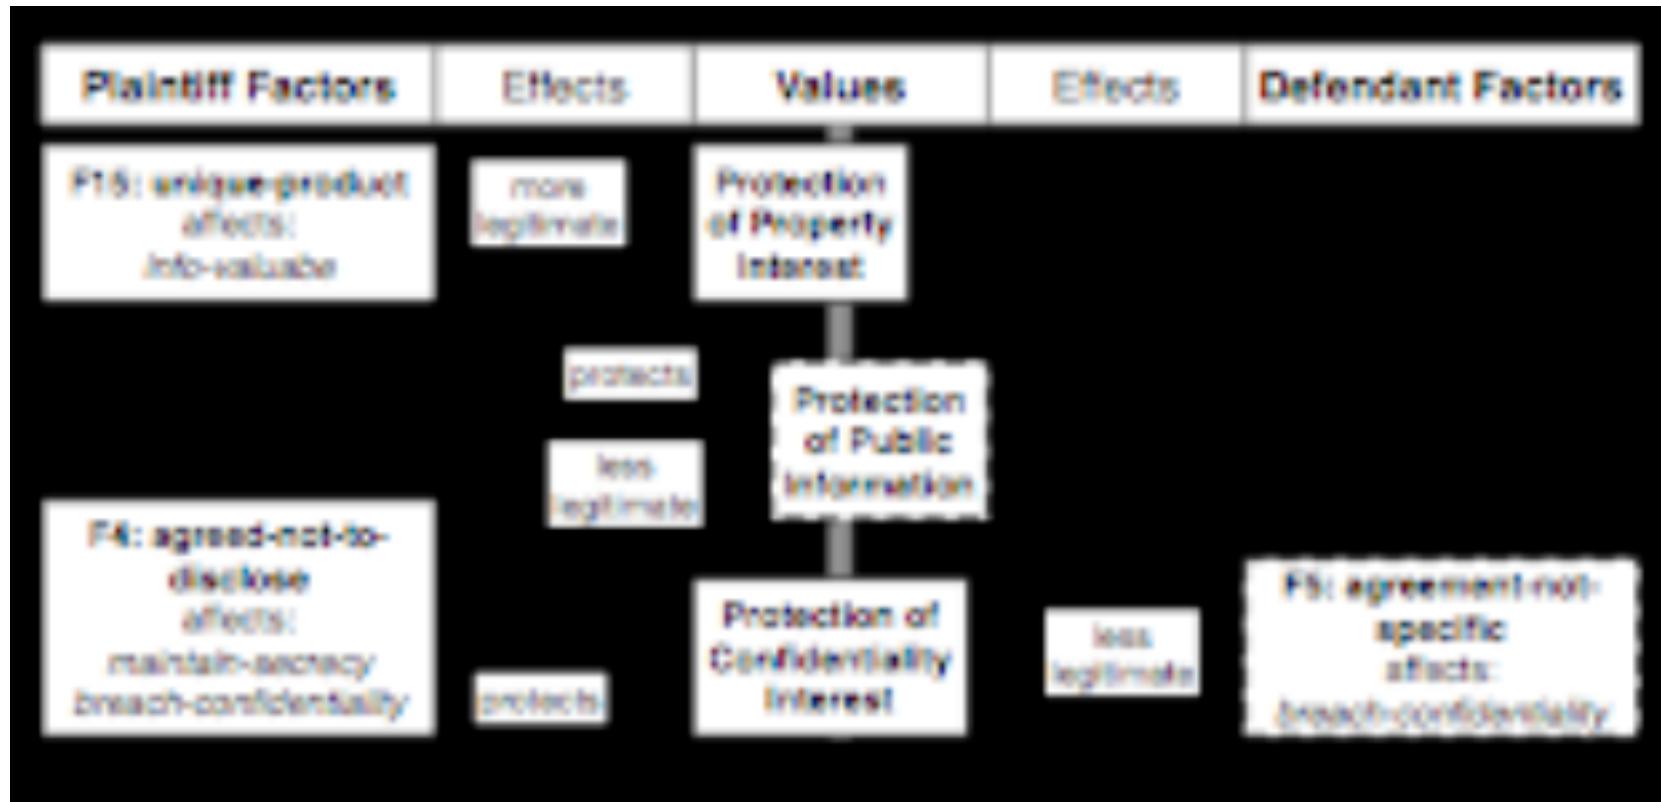 Plaintiff Factors Effects Values Effects Defendant Factors
F15: unique-product
affects:
info-valuabe
more
legitimate
Protection
of Property
Interest
protects
less
legitimate
Protection
of Public
Information
F4: agreed-not-to-
disclose
affects:
maintain-secrecy
breach-confidentiality
protects
Protection of
Confidentiality
Interest
less
legitimate
F5: agreement-not-
specific
affects:
breach-confidentiality